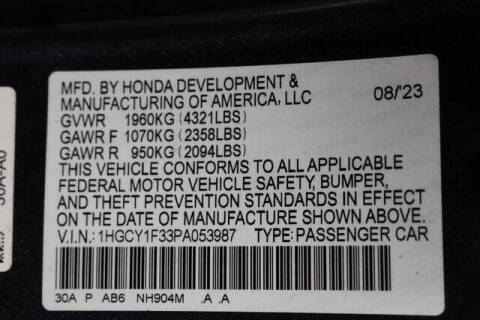 MFD. BY HONDA DEVELOPMENT &
MANUFACTURING OF AMERICA, LLC 08/'23
GVWR 1960KG (4321LBS)
GAWR F 1070KG (2358LBS)
GAWR R 950KG (2094LBS)
THIS VEHICLE CONFORMS TO ALL APPLICABLE
FEDERAL MOTOR VEHICLE SAFETY, BUMPER,
AND THEFT PREVENTION STANDARDS IN EFFECT
ON THE DATE OF MANUFACTURE SHOWN ABOVE.
V.I.N.: 1HGCY1F33PA053987 TYPE: PASSENGER CAR
30A P AB6 NH904M .A .A